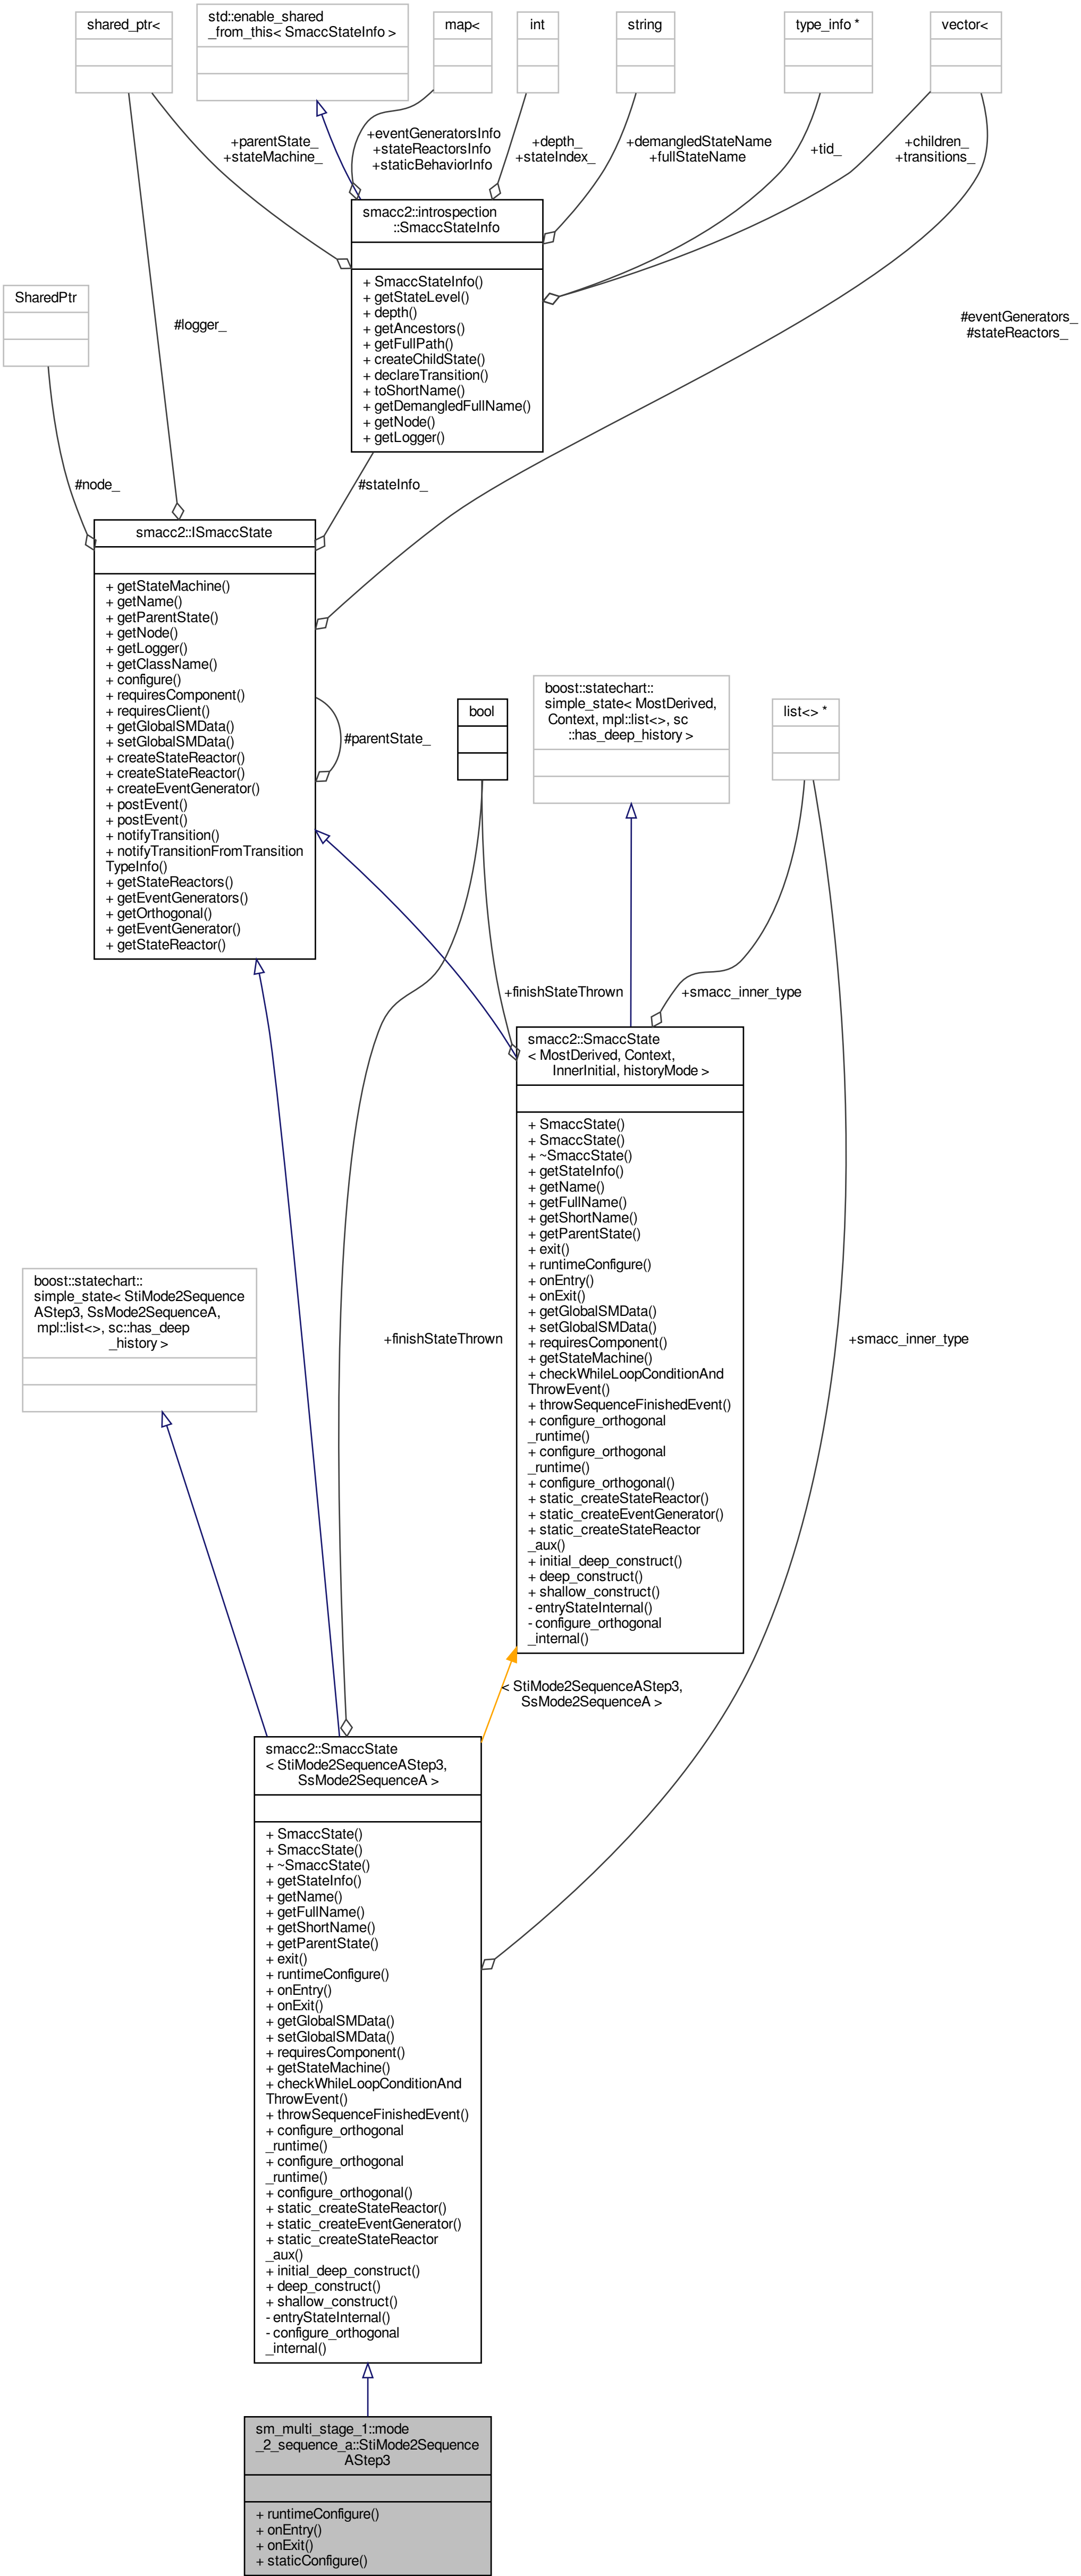 shared_ptr<
std::enable_shared
_from_this< SmaccStateInfo >
map<
int
string
type_info *
vector<
+parentState_
+stateMachine_
+eventGeneratorsInfo
+stateReactorsInfo
+staticBehaviorInfo
+depth_
+stateIndex_
+demangledStateName
+fullStateName
+tid_
+children_
+transitions_
smacc2::introspection
::SmaccStateInfo
+ SmaccStateInfo()
+ getStateLevel()
+ depth()
+ getAncestors()
+ getFullPath()
+ createChildState()
+ declareTransition()
+ toShortName()
+ getDemangledFullName()
+ getNode()
+ getLogger()
SharedPtr
#logger_
#eventGenerators_
#stateReactors_
#node_
#stateInfo_
smacc2::ISmaccState
+ getStateMachine()
+ getName()
+ getParentState()
+ getNode()
+ getLogger()
+ getClassName()
+ configure()
+ requiresComponent()
+ requiresClient()
+ getGlobalSMData()
+ setGlobalSMData()
+ createStateReactor()
+ createStateReactor()
+ createEventGenerator()
+ postEvent()
+ postEvent()
+ notifyTransition()
+ notifyTransitionFromTransition
TypeInfo()
+ getStateReactors()
+ getEventGenerators()
+ getOrthogonal()
+ getEventGenerator()
+ getStateReactor()
#parentState_
bool
boost::statechart::
simple_state< MostDerived,
Context, mpl::list<>, sc
::has_deep_history >
list<> *
+finishStateThrown
+smacc_inner_type
smacc2::SmaccState
< MostDerived, Context,
InnerInitial, historyMode >
+ SmaccState()
+ SmaccState()
+ ~SmaccState()
+ getStateInfo()
+ getName()
+ getFullName()
+ getShortName()
+ getParentState()
+ exit()
+ runtimeConfigure()
+ onEntry()
+ onExit()
+ getGlobalSMData()
+ setGlobalSMData()
+ requiresComponent()
+ getStateMachine()
+ checkWhileLoopConditionAnd
ThrowEvent()
+ throwSequenceFinishedEvent()
+ configure_orthogonal
_runtime()
+ configure_orthogonal
_runtime()
+ configure_orthogonal()
+ static_createStateReactor()
+ static_createEventGenerator()
+ static_createStateReactor
_aux()
+ initial_deep_construct()
+ deep_construct()
+ shallow_construct()
- entryStateInternal()
- configure_orthogonal
_internal()
boost::statechart::
simple_state< StiMode2Sequence
AStep3, SsMode2SequenceA,
mpl::list<>, sc::has_deep
_history >
+finishStateThrown
+smacc_inner_type
< StiMode2SequenceAStep3,
SsMode2SequenceA >
smacc2::SmaccState
< StiMode2SequenceAStep3,
SsMode2SequenceA >
+ SmaccState()
+ SmaccState()
+ ~SmaccState()
+ getStateInfo()
+ getName()
+ getFullName()
+ getShortName()
+ getParentState()
+ exit()
+ runtimeConfigure()
+ onEntry()
+ onExit()
+ getGlobalSMData()
+ setGlobalSMData()
+ requiresComponent()
+ getStateMachine()
+ checkWhileLoopConditionAnd
ThrowEvent()
+ throwSequenceFinishedEvent()
+ configure_orthogonal
_runtime()
+ configure_orthogonal
_runtime()
+ configure_orthogonal()
+ static_createStateReactor()
+ static_createEventGenerator()
+ static_createStateReactor
_aux()
+ initial_deep_construct()
+ deep_construct()
+ shallow_construct()
- entryStateInternal()
- configure_orthogonal
_internal()
sm_multi_stage_1::mode
_2_sequence_a::StiMode2Sequence
AStep3
+ runtimeConfigure()
+ onEntry()
+ onExit()
+ staticConfigure()